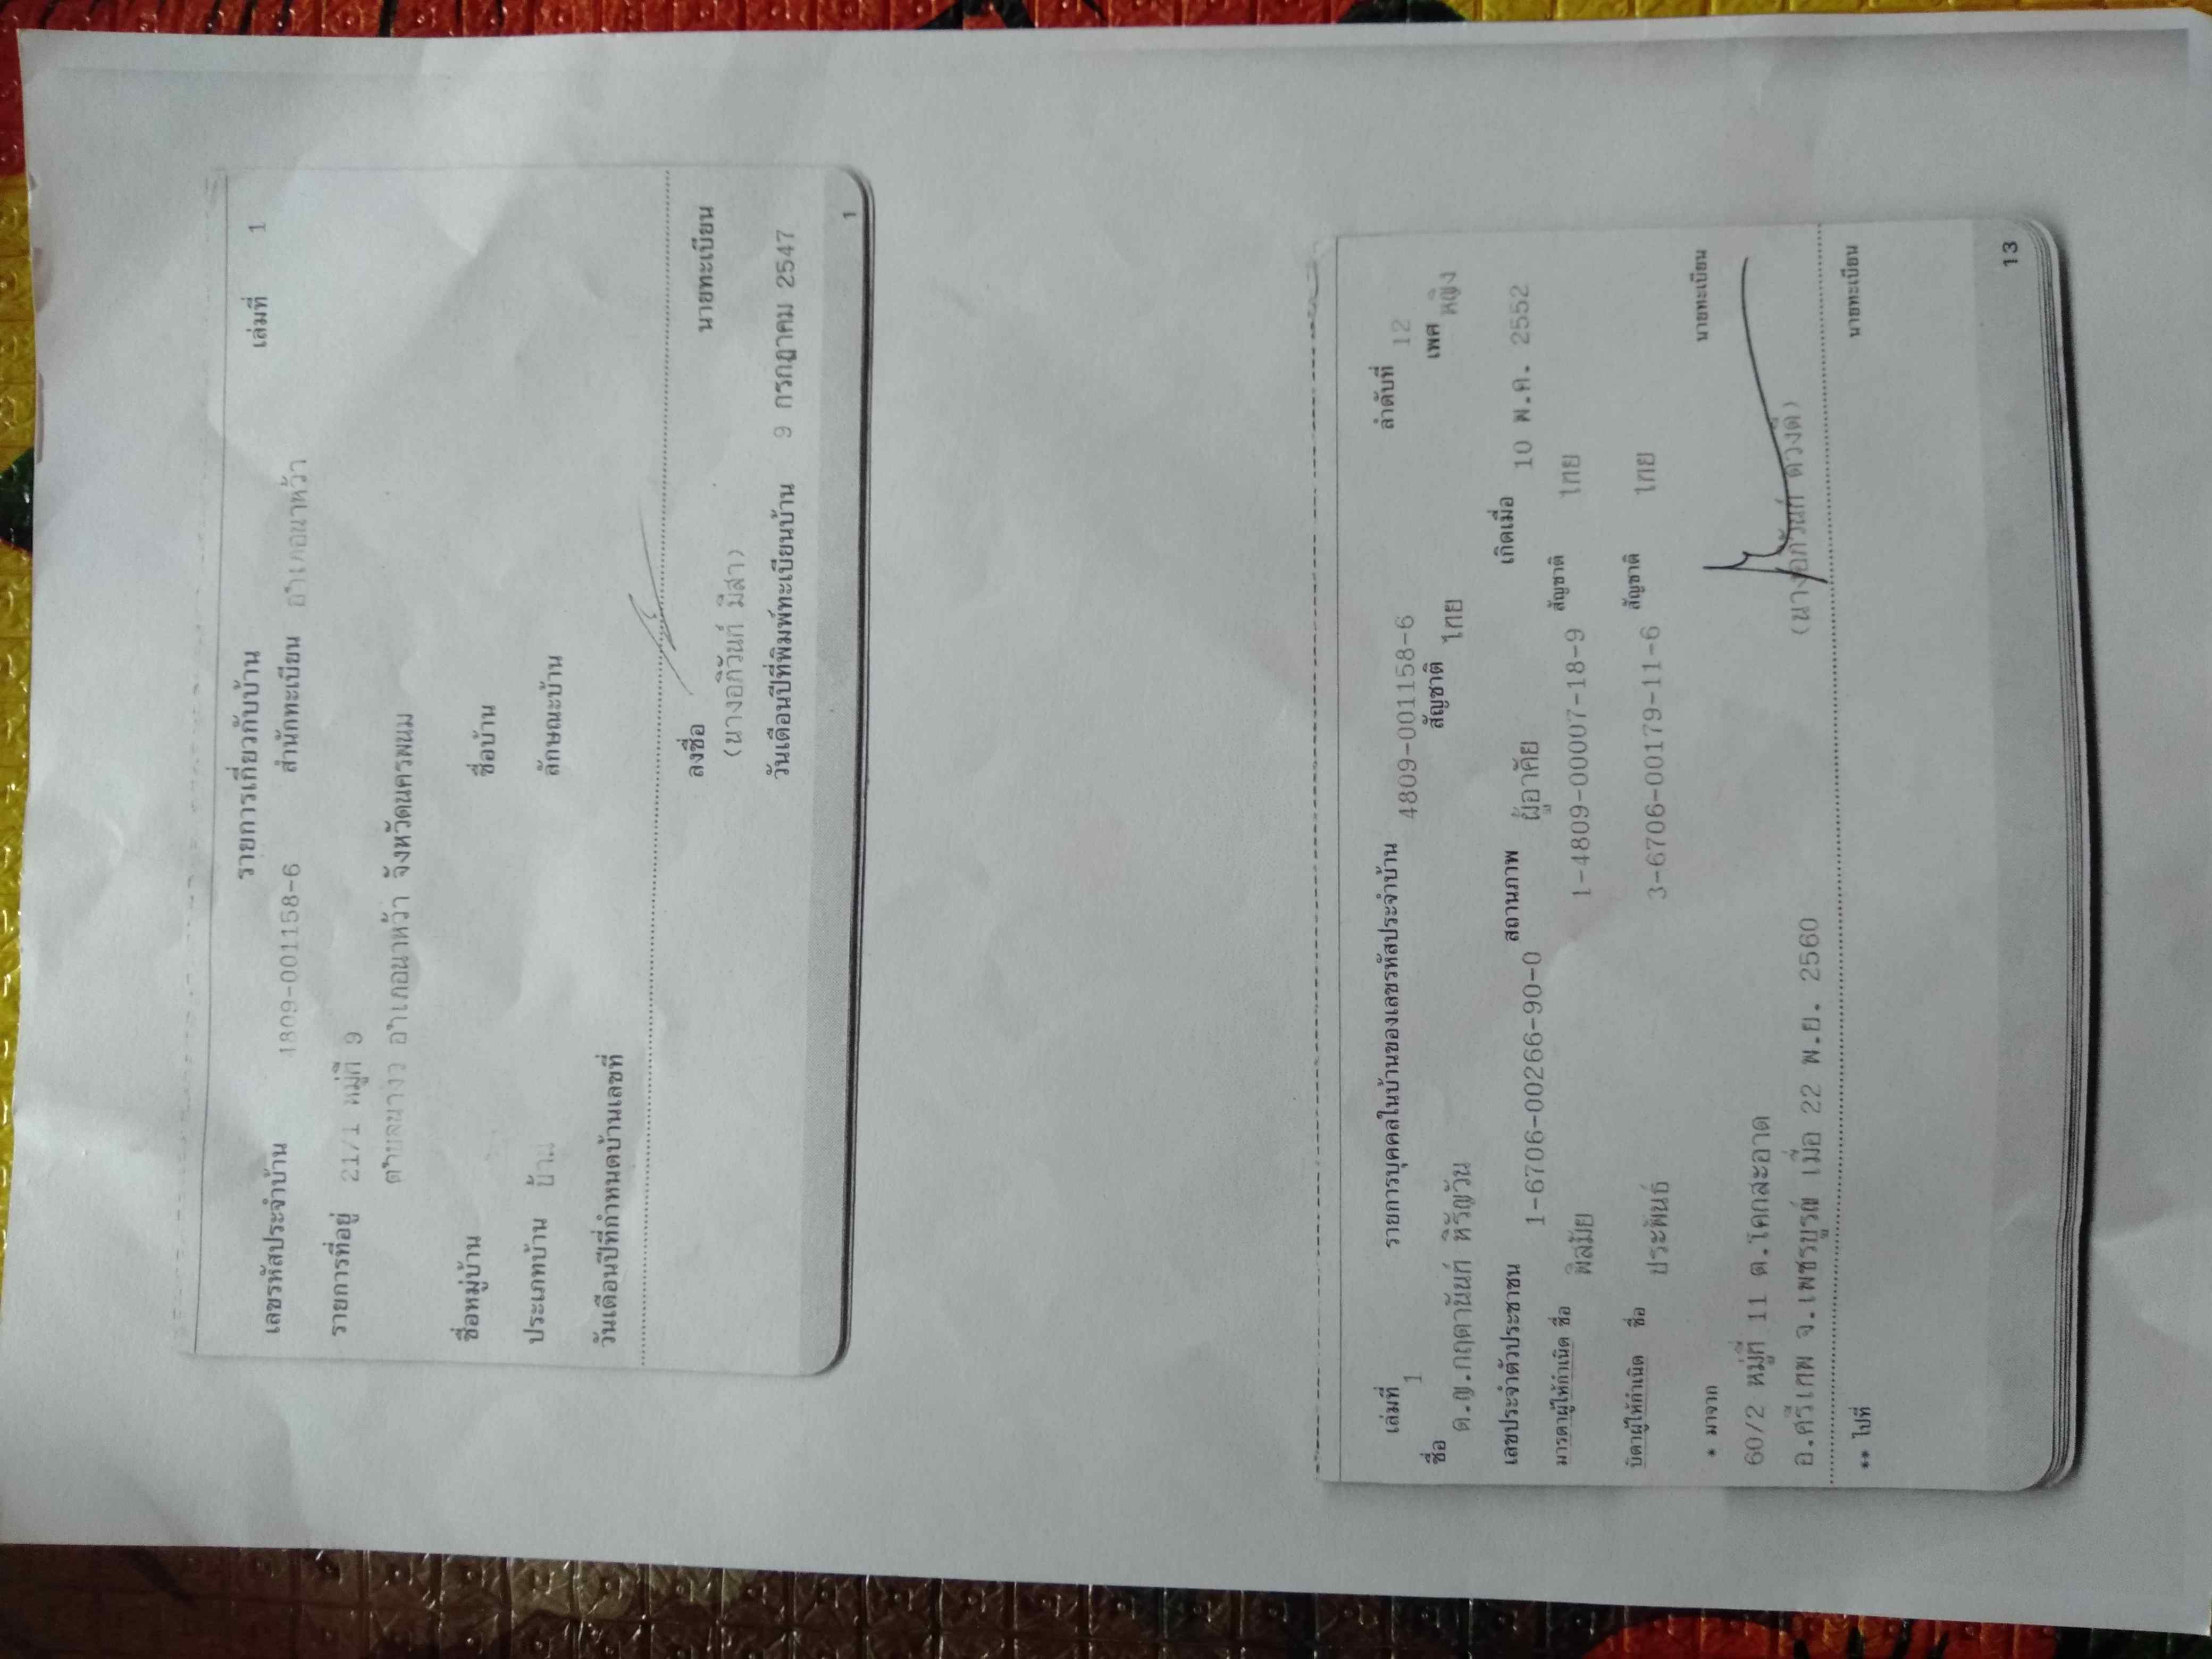 รายการเกี่ยวกับบ้าน เล่มที่ 1
เลขรหัสประจำบ้าน 4809-001158-6 สำนักทะเบียน อำเภอนาหว้า
รายการที่อยู่ 21/1 หมู่ที่ 9
ตำบลนางัว อำเภอนาหว้า จังหวัดนครพนม
ชื่อหมู่บ้าน ชื่อบ้าน
ประเภทบ้าน บ้าน ลักษณะบ้าน
วันเดือนปีที่กำหนดบ้านเลขที่
ลงชื่อ นายทะเบียน
(นางอภิวันท์ มีสา)
วันเดือนปีที่พิมพ์ทะเบียนบ้าน 9 กรกฎาคม 2547
1
เล่มที่ 1 รายการบุคคลในบ้านของเลขรหัสประจำบ้าน 4809-001158-6 ลำดับที่ 12
ชื่อ ด.ญ.กฤตานันท์ หิรัญวัน สัญชาติ ไทย เพศ หญิง
เลขประจำตัวประชาชน 1-6706-00266-90-0 สถานภาพ ผู้อาศัย เกิดเมื่อ 10 พ.ค. 2552
มารดาผู้ให้กำเนิด ชื่อ พิสมัย 1-4809-00007-18-9 สัญชาติ ไทย
บิดาผู้ให้กำเนิด ชื่อ ประพันธ์ 3-6706-00179-11-6 สัญชาติ ไทย
* มาจาก นายทะเบียน
60/2 หมู่ที่ 11 ต.โคกสะอาด
อ.ศรีเทพ จ.เพชรบูรณ์ เมื่อ 22 พ.ย. 2560 (นางอภิวันท์ ดวงดี)
** ไปที่ นายทะเบียน
13